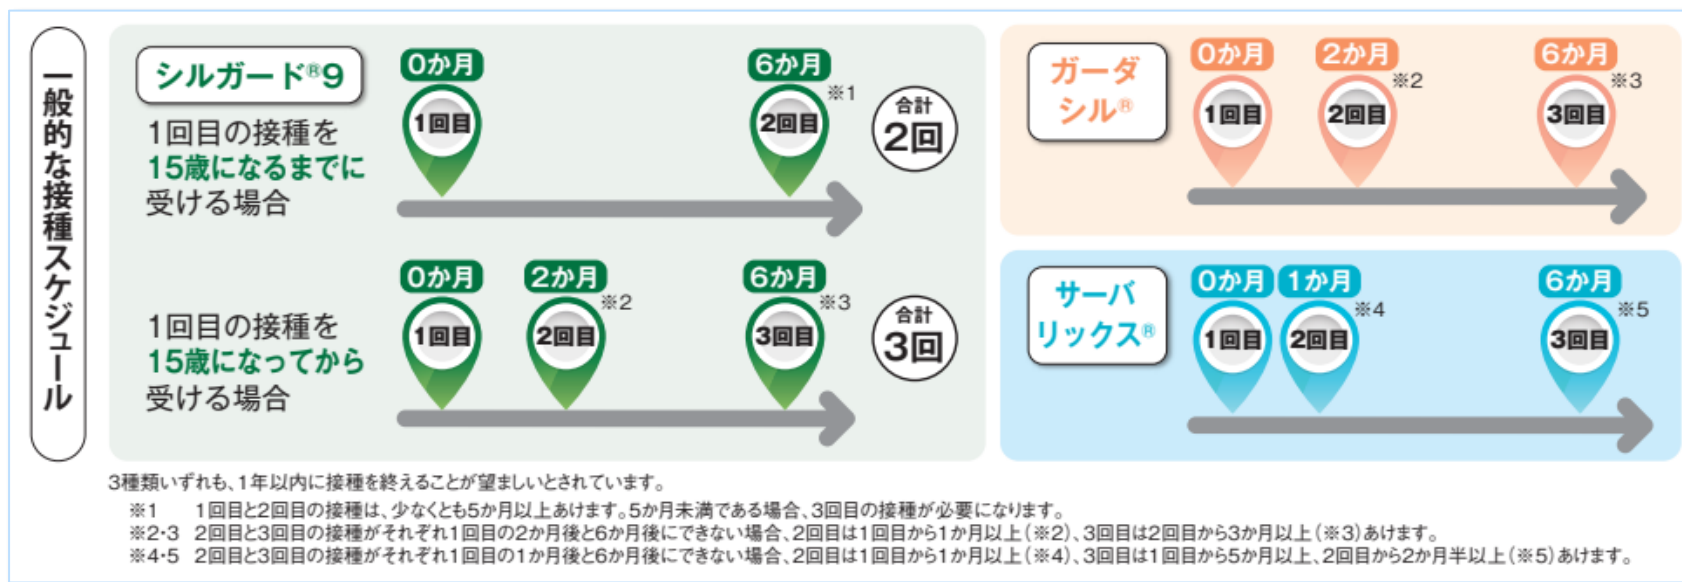 一般的な接種スケジュール
シルガード®9
1回目の接種を
15歳になるまでに
受ける場合
0か月
1回目
6か月
※1
2回目
合計
2回
1回目の接種を
15歳になってから
受ける場合
0か月
1回目
2か月
※2
2回目
6か月
※3
3回目
合計
3回
ガーダ
シル®
0か月
1回目
2か月
※2
2回目
6か月
※3
3回目
サーバ
リックス®
0か月
1回目
1か月
※4
2回目
6か月
※5
3回目
3種類いずれも、1年以内に接種を終えることが望ましいとされています。
※1 1回目と2回目の接種は、少なくとも5か月以上あけます。5か月未満である場合、3回目の接種が必要になります。
※2・3 2回目と3回目の接種がそれぞれ1回目の2か月後と6か月後にできない場合、2回目は1回目から1か月以上(※2)、3回目は2回目から3か月以上(※3)あけます。
※4・5 2回目と3回目の接種がそれぞれ1回目の1か月後と6か月後にできない場合、2回目は1回目から1か月以上(※4)、3回目は1回目から5か月以上、2回目から2か月半以上(※5)あけます。